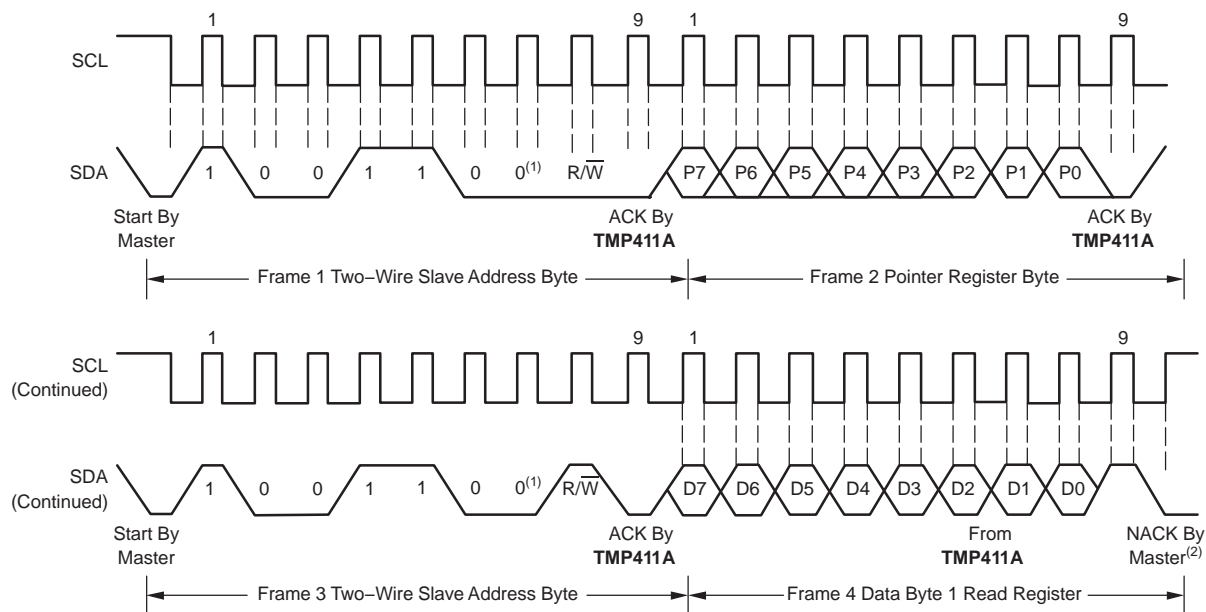 1 9 1 9
SCL
SDA 1 0 0 1 1 0 0(1) R/W P7 P6 P5 P4 P3 P2 P1 P0
Start By ACK By ACK By
Master TMP411A TMP411A
Frame 1 Two−Wire Slave Address Byte Frame 2 Pointer Register Byte
1 9 1 9
SCL
(Continued)
SDA
(Continued) 1 0 0 1 1 0 0(1) R/W D7 D6 D5 D4 D3 D2 D1 D0
Start By ACK By From NACK By
Master TMP411A TMP411A Master(2)
Frame 3 Two−Wire Slave Address Byte Frame 4 Data Byte 1 Read Register